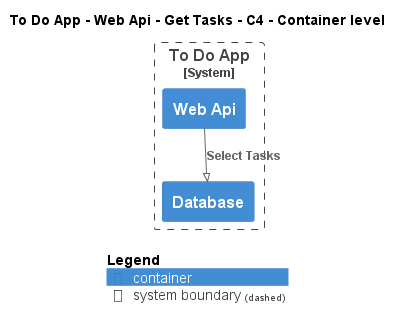 To Do App - Web Api - Get Tasks - C4 - Container level
To Do App
[System]
Web Api
Select Tasks
Database
Legend
container
system boundary (dashed)